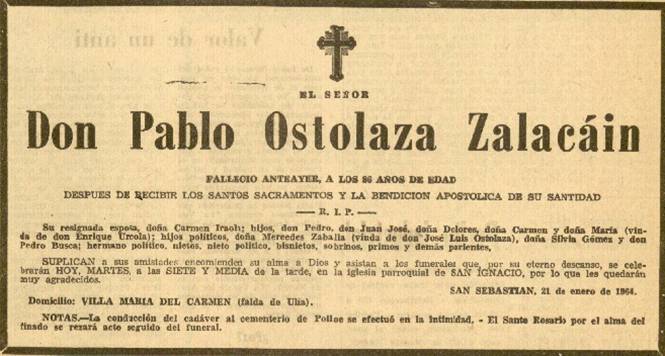 Valor de un anti
EL SEÑOR
Don Pablo Ostolaza Zalacáin
FALLECIO ANTEAYER, A LOS 86 AÑOS DE EDAD
DESPUES DE RECIBIR LOS SANTOS SACRAMENTOS Y LA BENDICION APOSTOLICA DE SU SANTIDAD
— R. I. P. —
Su resignada esposa, doña Carmen Iraola; hijos, don Pedro, don Juan José, doña Dolores, doña Carmen y doña María (viu-
da de don Enrique Urcola); hijos políticos, doña Mercedes Zabalia (viuda de don José Luis Ostolaza), doña Silvia Gómez y don
Pedro Busca; hermano político, nietos, nieto político, bisnietos, sobrinos, primos y demás parientes,
SUPLICAN a sus amistades encomienden su alma a Dios y asistan a los funerales que, por su eterno descanso, se cele-
brarán HOY, MARTES, a las SIETE Y MEDIA de la tarde, en la iglesia parroquial de SAN IGNACIO, por lo que les quedarán
muy agradecidos.
SAN SEBASTIAN, 21 de enero de 1964.
Domicilio: VILLA MARIA DEL CARMEN (falda de Ulía).
NOTAS.—La conducción del cadáver al cementerio de Polloe se efectuó en la intimidad. - El Santo Rosario por el alma del
finado se rezará acto seguido del funeral.